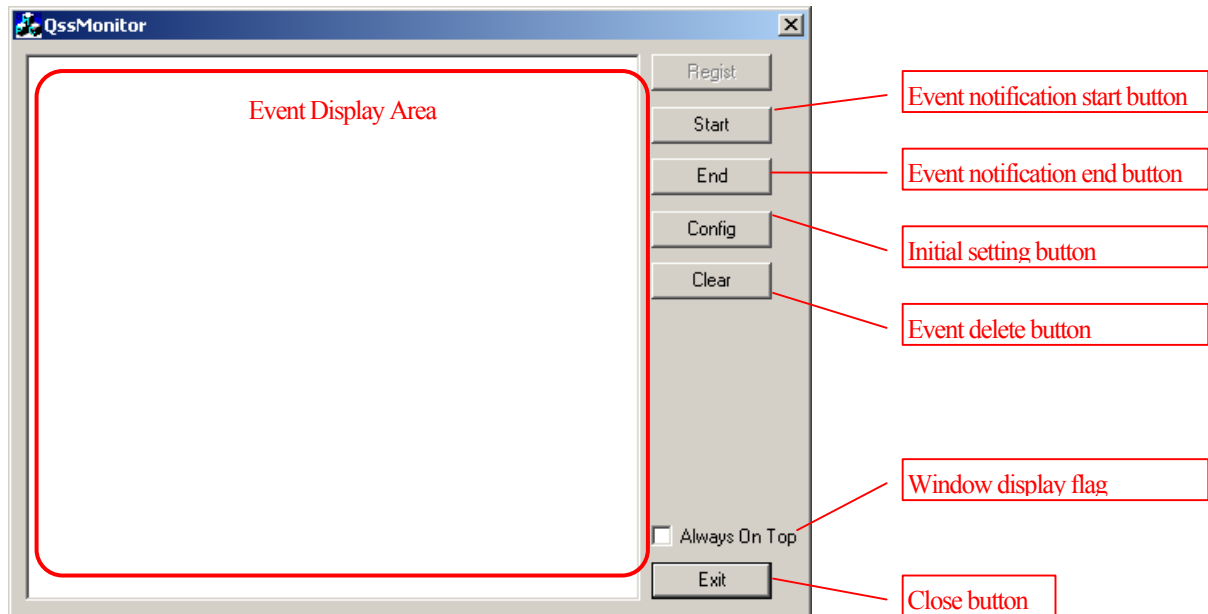 QssMonitor
Event Display Area
Regist
Start
End
Config
Clear
Always On Top
Exit
Event notification start button
Event notification end button
Initial setting button
Event delete button
Window display flag
Close button